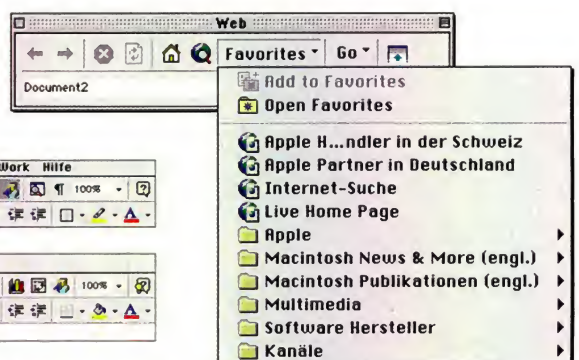 Web
Favorites Go
Document2
Add to Favorites
Open Favorites
Apple H...ndler in der Schweiz
Apple Partner in Deutschland
Internet-Suche
Live Home Page
Apple
Macintosh News & More (engl.)
Macintosh Publikationen (engl.)
Multimedia
Software Hersteller
Kanäle
Work Hilfe
100%
A
100%
A